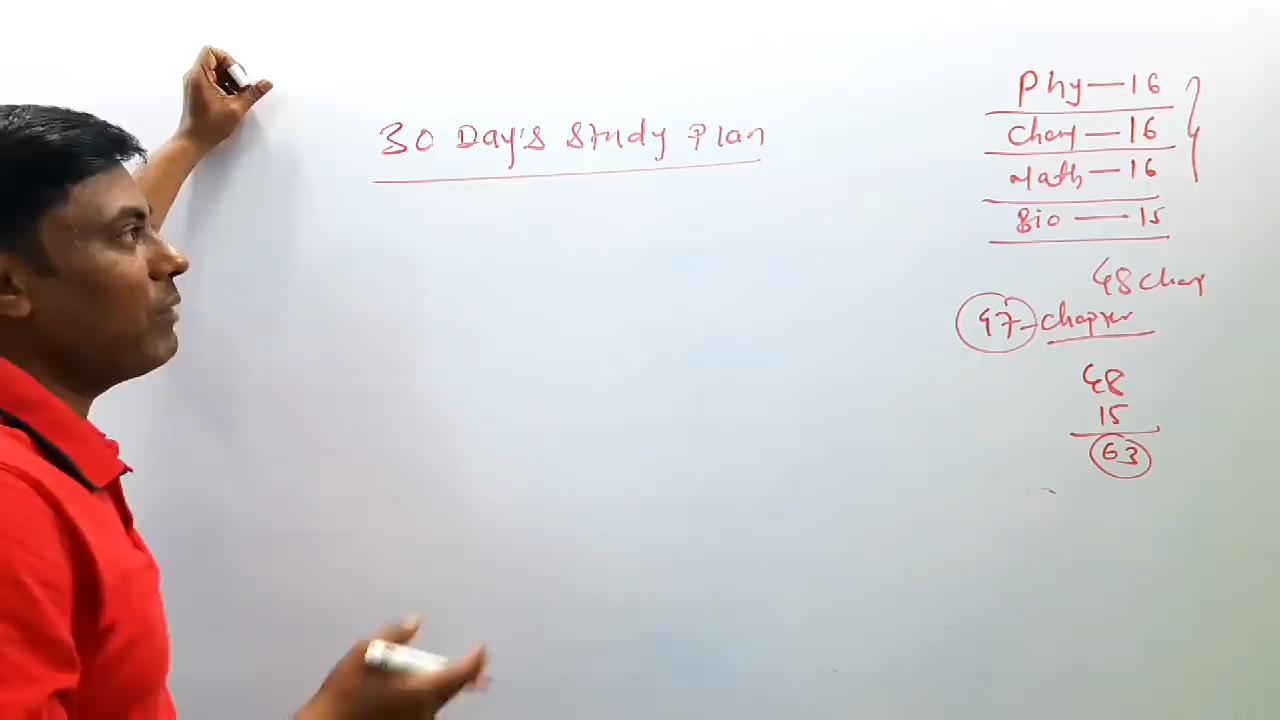 30 Day's Study Plan
Phy — 16
Chem — 16
Math — 16
Bio — 15
48 Chap
47 - chapter
48
15
63